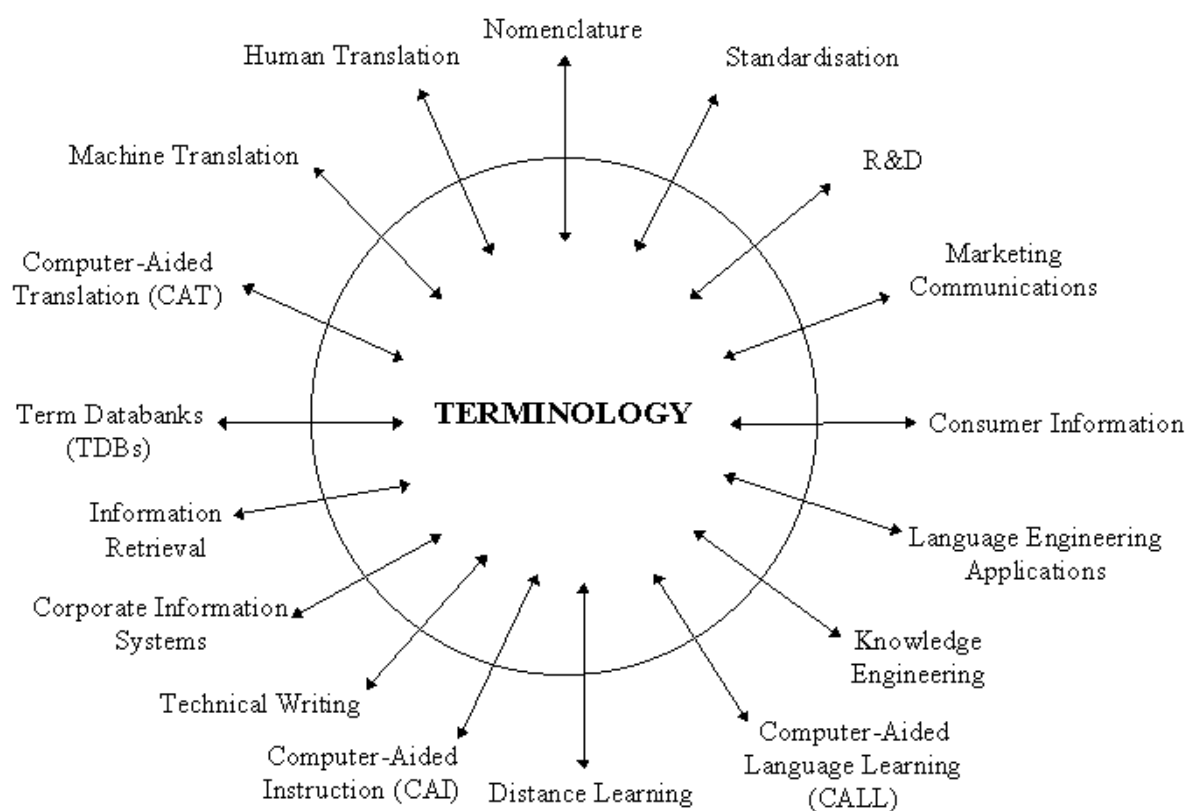 Nomenclature
Human Translation
Standardisation
Machine Translation
R&D
Computer-Aided
Translation (CAT)
Marketing
Communications
Term Databanks
(TDBs)
TERMINOLOGY
Consumer Information
Information
Retrieval
Language Engineering
Applications
Corporate Information
Systems
Knowledge
Engineering
Technical Writing
Computer-Aided
Instruction (CAI)
Distance Learning
Computer-Aided
Language Learning
(CALL)